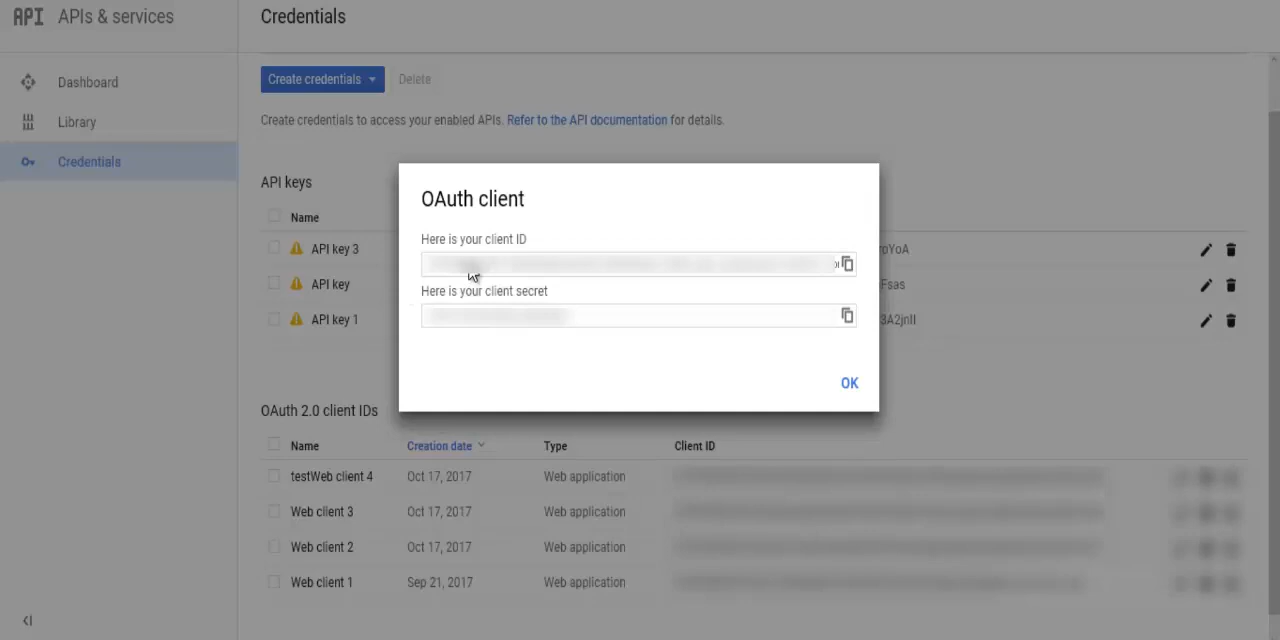 API APIs & services
Credentials
Dashboard
Library
Credentials
Create credentials Delete
Create credentials to access your enabled APIs. Refer to the API documentation for details.
API keys
Name
API key 3 roYoA
API key Fsas
API key 1 3A2jnII
OAuth client
Here is your client ID
Here is your client secret
OK
OAuth 2.0 client IDs
Name Creation date Type Client ID
testWeb client 4 Oct 17, 2017 Web application
Web client 3 Oct 17, 2017 Web application
Web client 2 Oct 17, 2017 Web application
Web client 1 Sep 21, 2017 Web application